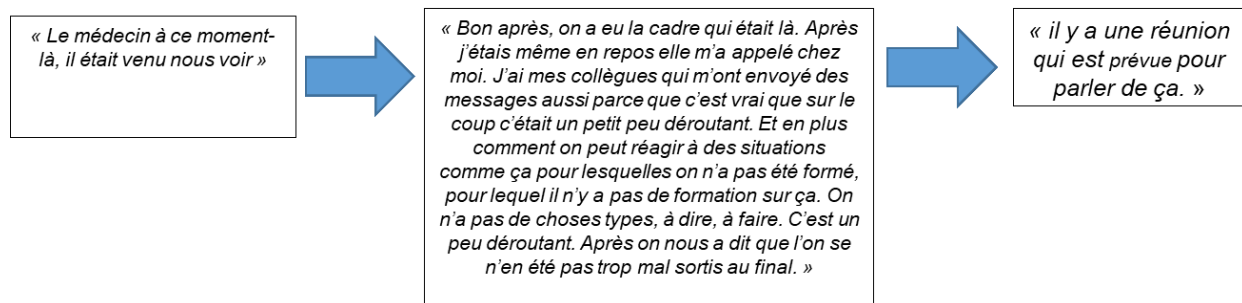 « Le médecin à ce moment-
là, il était venu nous voir »
« Bon après, on a eu la cadre qui était là. Après
j’étais même en repos elle m’a appelé chez
moi. J’ai mes collègues qui m’ont envoyé des
messages aussi parce que c’est vrai que sur le
coup c’était un petit peu déroutant. Et en plus
comment on peut réagir à des situations
comme ça pour lesquelles on n’a pas été formé,
pour lequel il n’y a pas de formation sur ça. On
n’a pas de choses types, à dire, à faire. C’est un
peu déroutant. Après on nous a dit que l’on se
n’en été pas trop mal sortis au final. »
« il y a une réunion
qui est prévue pour
parler de ça. »